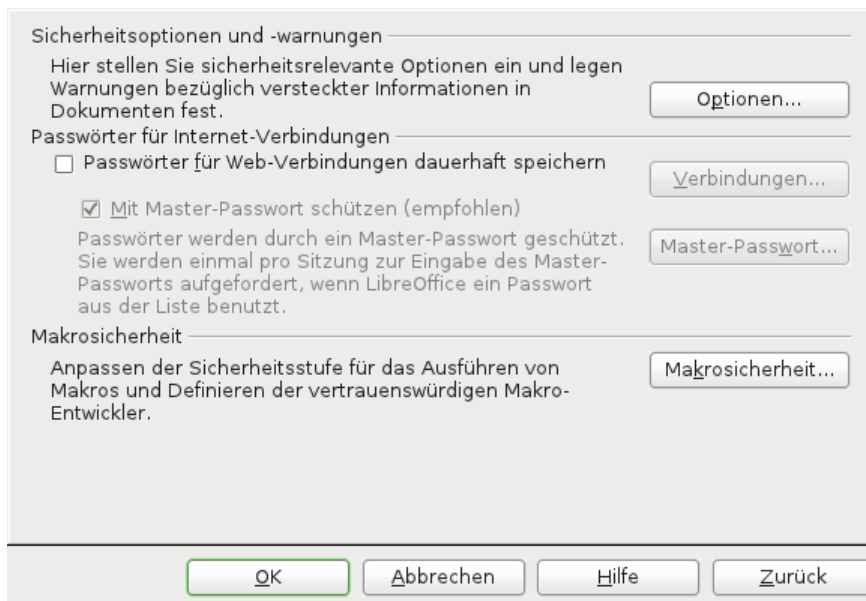 Sicherheitsoptionen und -warnungen
Hier stellen Sie sicherheitsrelevante Optionen ein und legen
Warnungen bezüglich versteckter Informationen in
Dokumenten fest.
Optionen...
Passwörter für Internet-Verbindungen
Passwörter für Web-Verbindungen dauerhaft speichern
Verbindungen...
Mit Master-Passwort schützen (empfohlen)
Passwörter werden durch ein Master-Passwort geschützt.
Sie werden einmal pro Sitzung zur Eingabe des Master-
Passworts aufgefordert, wenn LibreOffice ein Passwort
aus der Liste benutzt.
Master-Passwort...
Makrosicherheit
Anpassen der Sicherheitsstufe für das Ausführen von
Makros und Definieren der vertrauenswürdigen Makro-
Entwickler.
Makrosicherheit...
OK
Abbrechen
Hilfe
Zurück